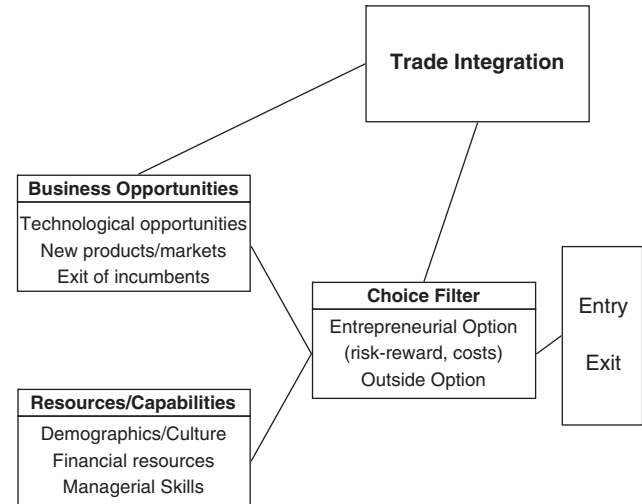 Trade Integration
Business Opportunities
Technological opportunities
New products/markets
Exit of incumbents
Choice Filter
Entrepreneurial Option
(risk-reward, costs)
Outside Option
Entry
Exit
Resources/Capabilities
Demographics/Culture
Financial resources
Managerial Skills